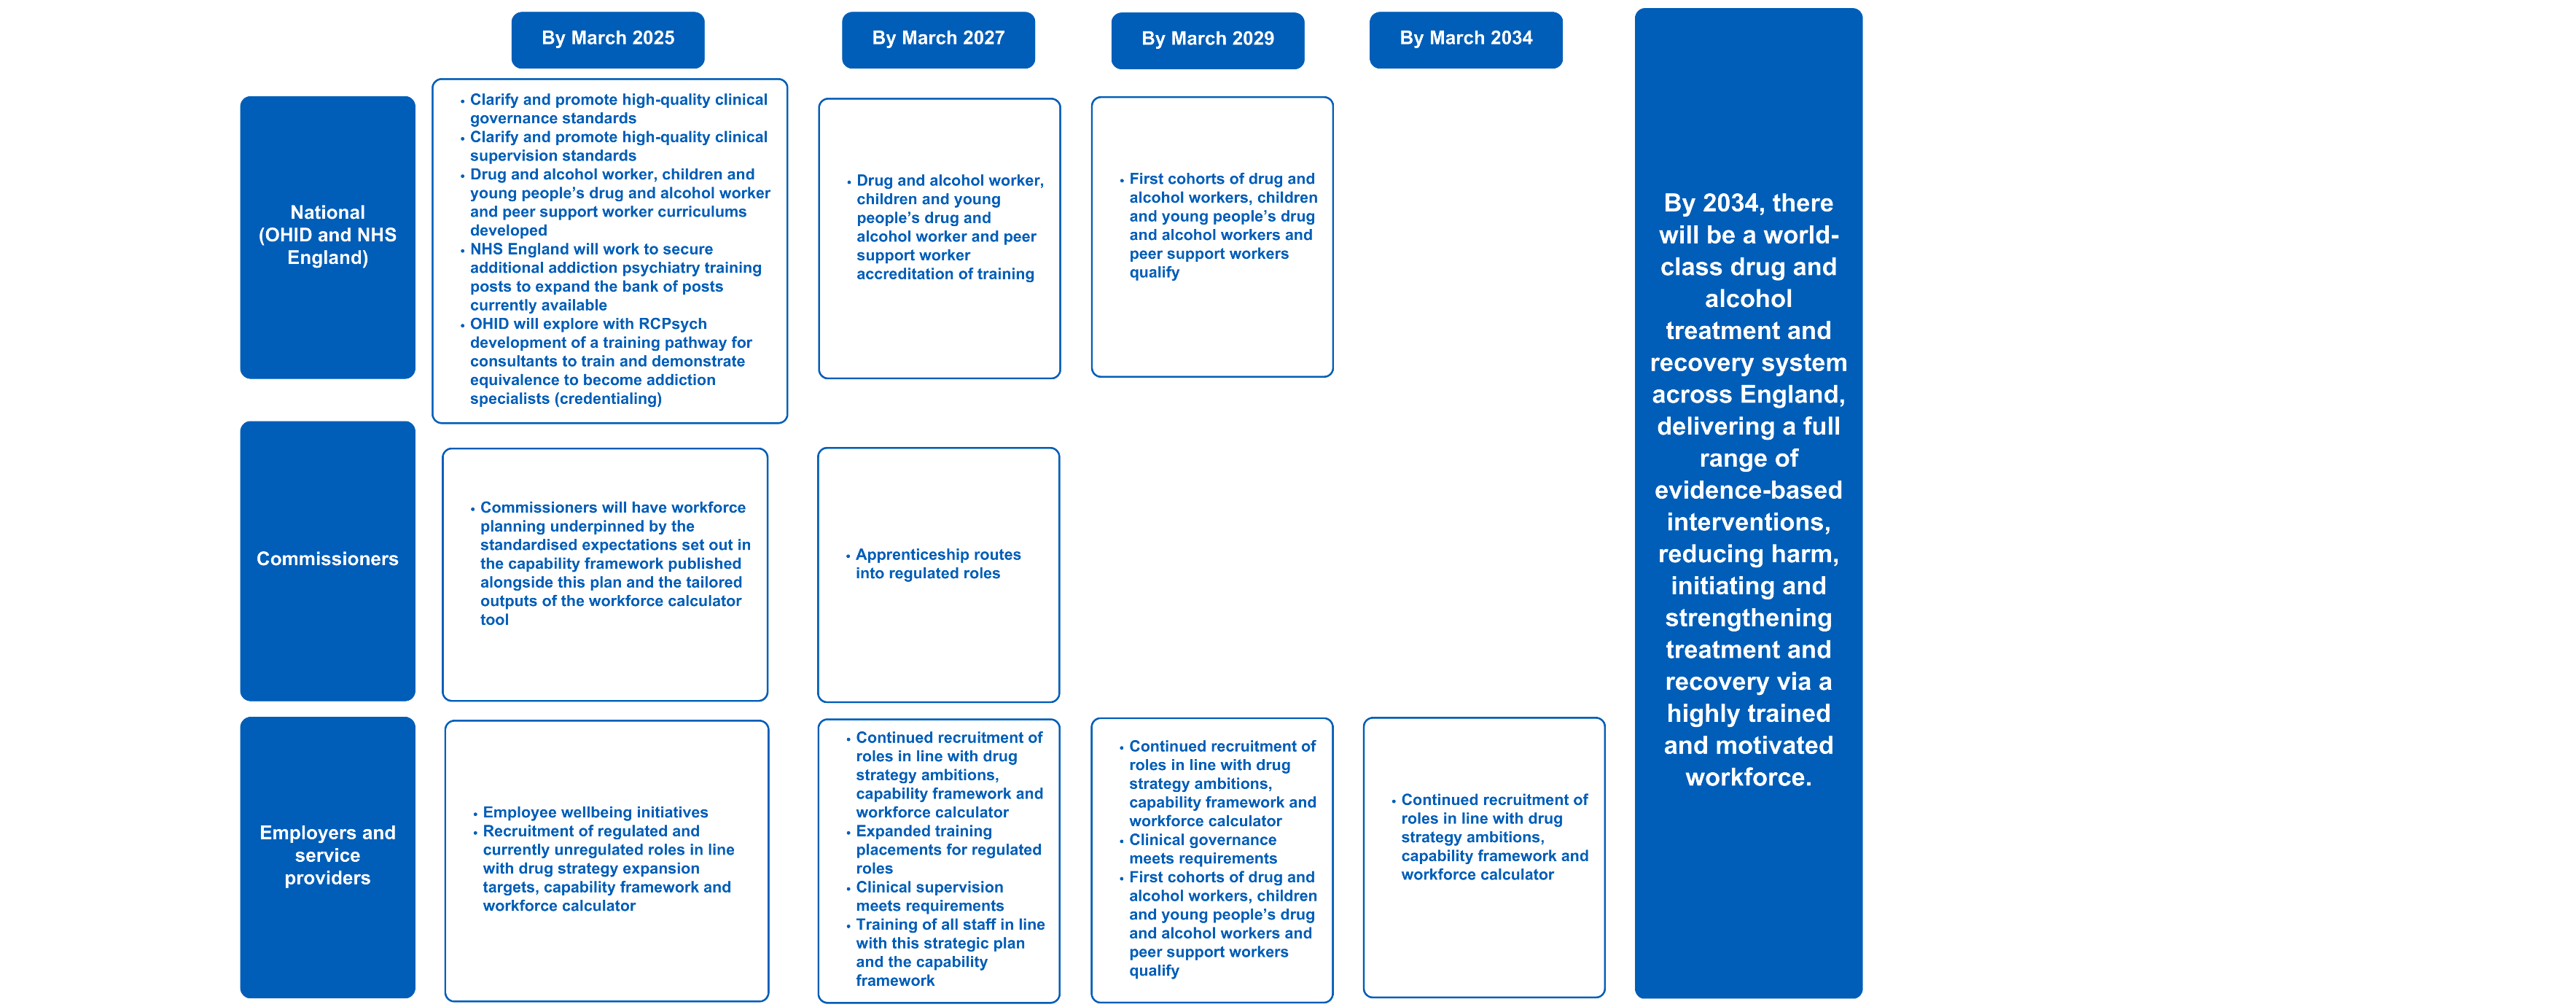 By March 2025
By March 2027
By March 2029
By March 2034
National
(OHID and NHS
England)
• Clarify and promote high-quality clinical
governance standards
• Clarify and promote high-quality clinical
supervision standards
• Drug and alcohol worker, children and
young people’s drug and alcohol worker
and peer support worker curriculums
developed
• NHS England will work to secure
additional addiction psychiatry training
posts to expand the bank of posts
currently available
• OHID will explore with RCPsych
development of a training pathway for
consultants to train and demonstrate
equivalence to become addiction
specialists (credentialing)
• Drug and alcohol worker,
children and young
people’s drug and
alcohol worker and peer
support worker
accreditation of training
• First cohorts of drug and
alcohol workers, children
and young people’s drug
and alcohol workers and
peer support workers
qualify
Commissioners
• Commissioners will have workforce
planning underpinned by the
standardised expectations set out in
the capability framework published
alongside this plan and the tailored
outputs of the workforce calculator
tool
• Apprenticeship routes
into regulated roles
Employers and
service
providers
• Employee wellbeing initiatives
• Recruitment of regulated and
currently unregulated roles in line
with drug strategy expansion
targets, capability framework and
workforce calculator
• Continued recruitment of
roles in line with drug
strategy ambitions,
capability framework and
workforce calculator
• Expanded training
placements for regulated
roles
• Clinical supervision
meets requirements
• Training of all staff in line
with this strategic plan
and the capability
framework
• Continued recruitment of
roles in line with drug
strategy ambitions,
capability framework and
workforce calculator
• Clinical governance
meets requirements
• First cohorts of drug and
alcohol workers, children
and young people’s drug
and alcohol workers and
peer support workers
qualify
• Continued recruitment of
roles in line with drug
strategy ambitions,
capability framework and
workforce calculator
By 2034, there
will be a world-
class drug and
alcohol
treatment and
recovery system
across England,
delivering a full
range of
evidence-based
interventions,
reducing harm,
initiating and
strengthening
treatment and
recovery via a
highly trained
and motivated
workforce.